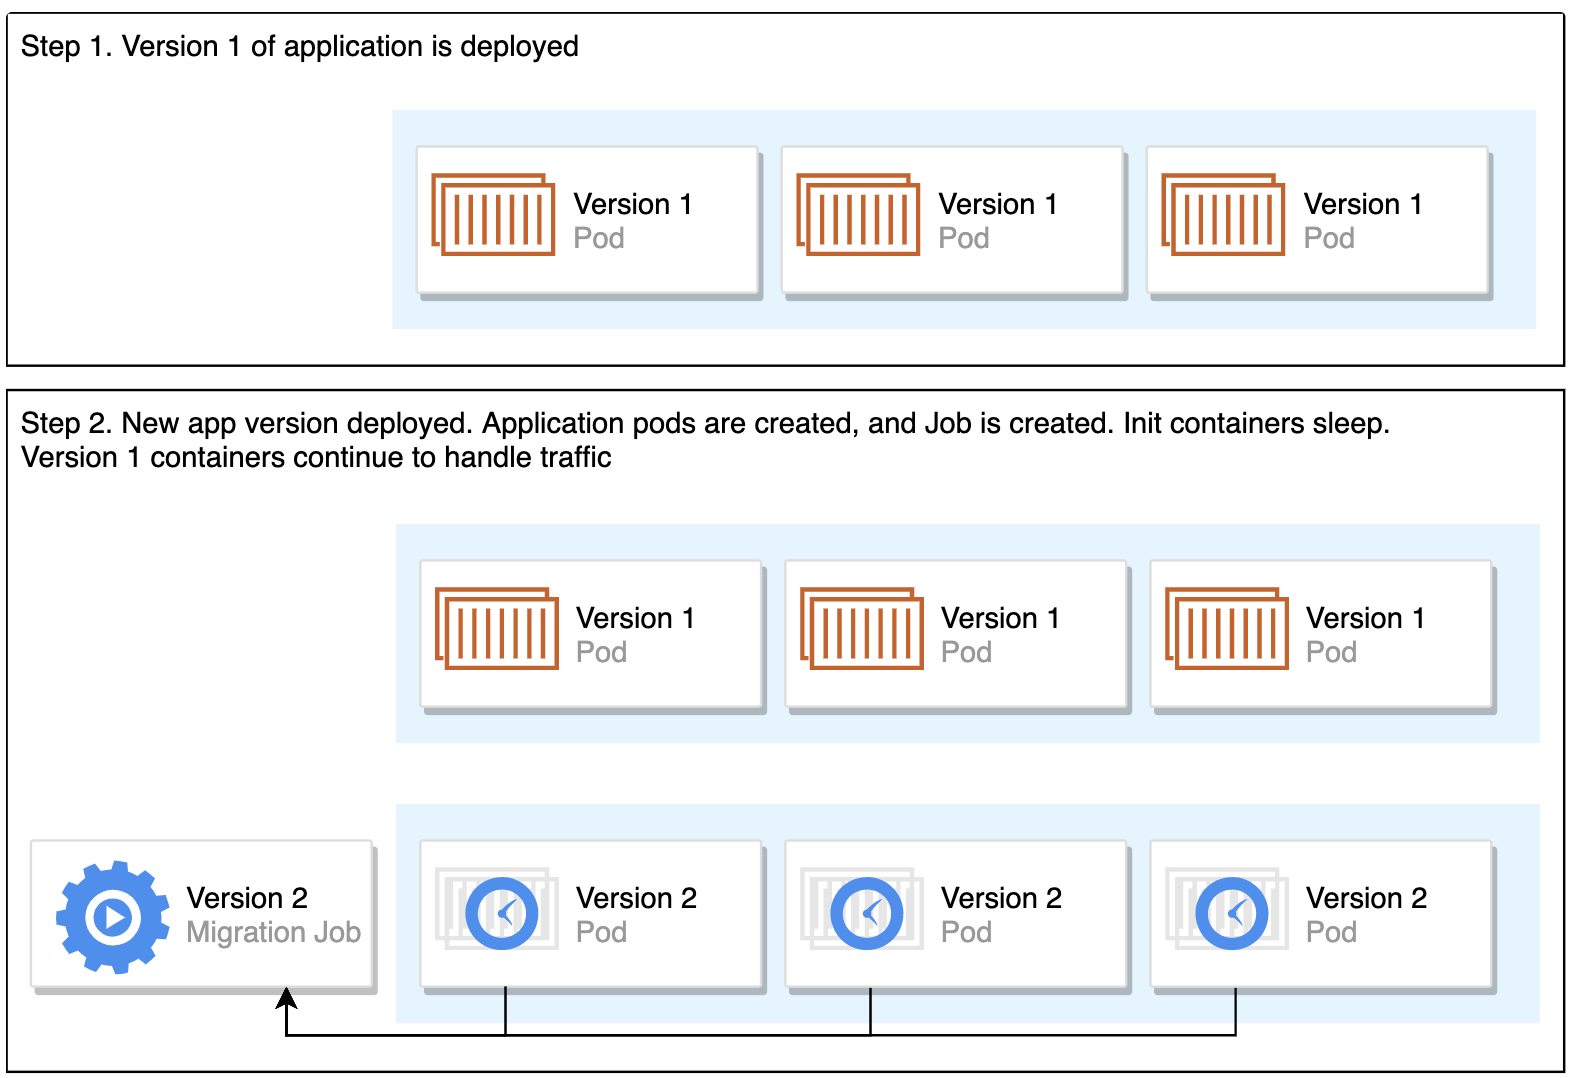 Step 1. Version 1 of application is deployed
Version 1
Pod
Version 1
Pod
Version 1
Pod
Step 2. New app version deployed. Application pods are created, and Job is created. Init containers sleep.
Version 1 containers continue to handle traffic
Version 1
Pod
Version 1
Pod
Version 1
Pod
Version 2
Migration Job
Version 2
Pod
Version 2
Pod
Version 2
Pod